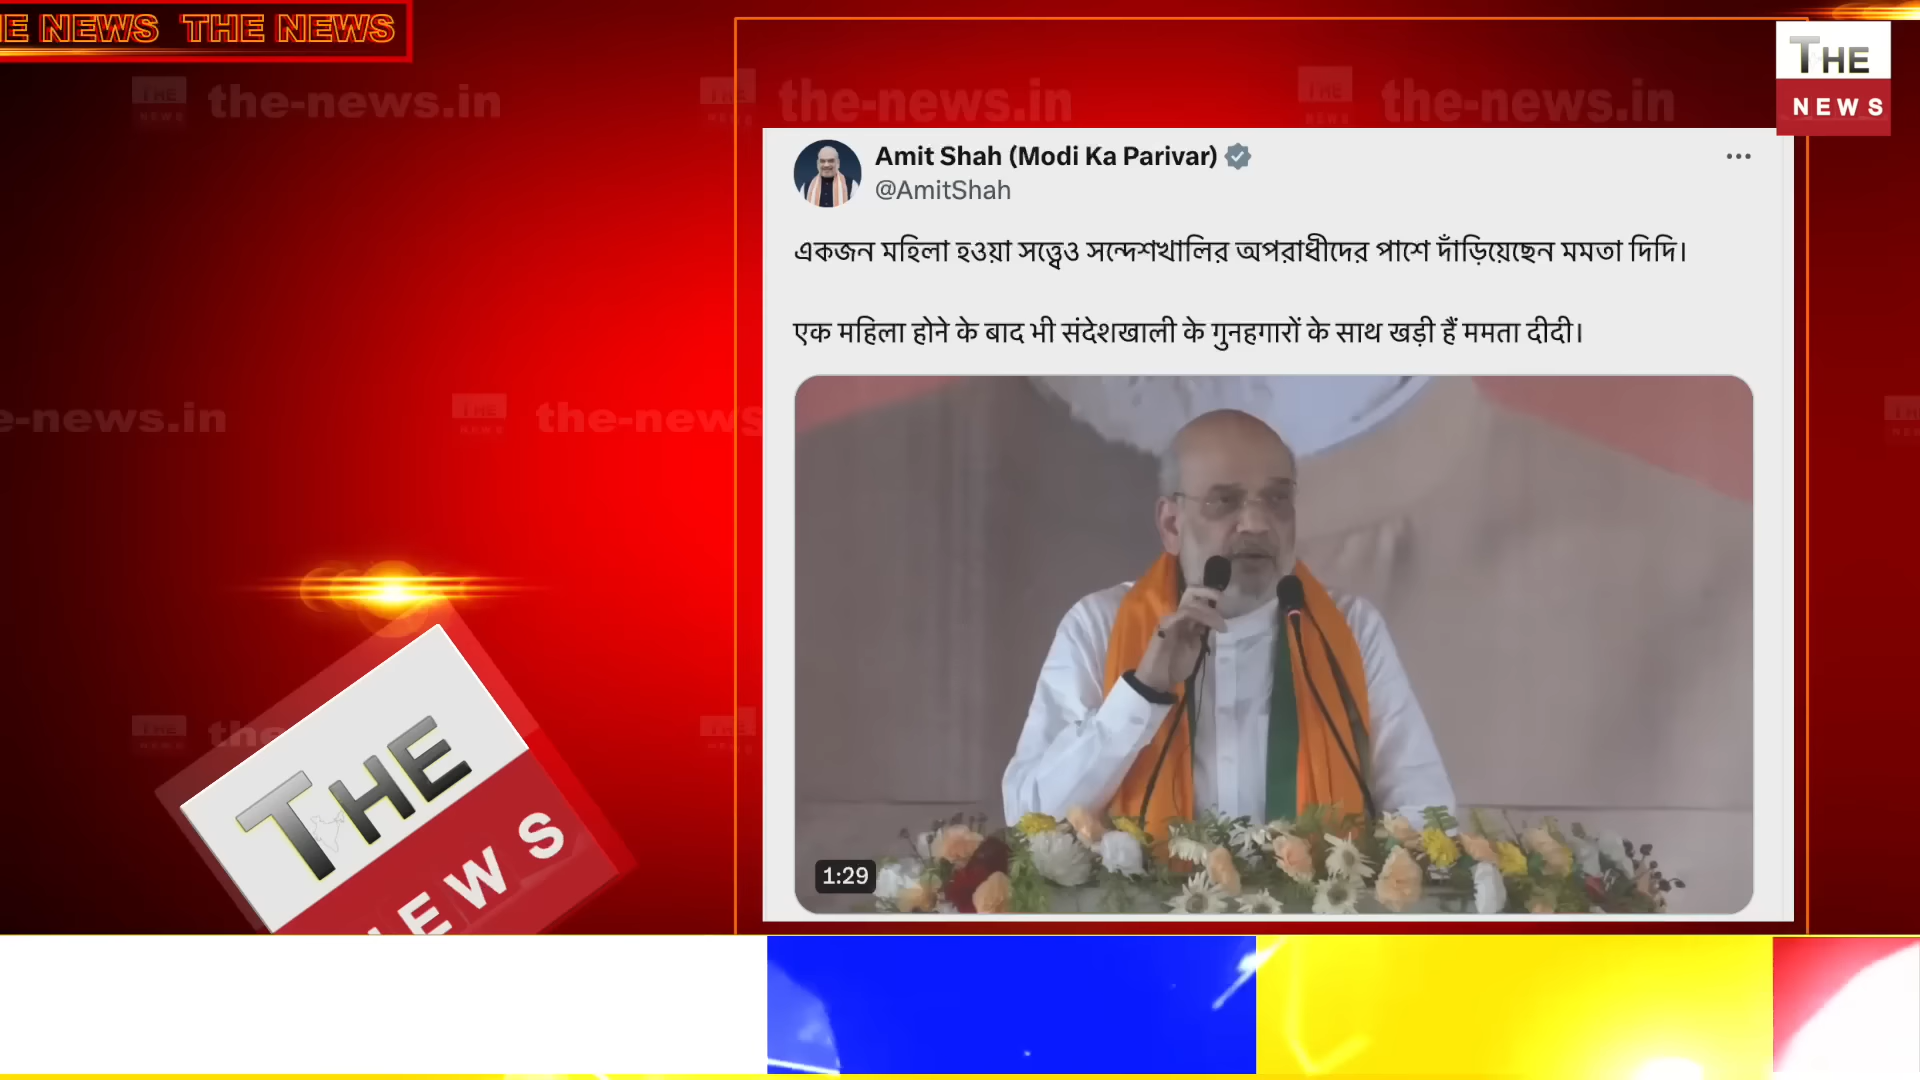 THE NEWS THE NEWS
the-news.in the-news.in the-news.in
THE
NEWS
Amit Shah (Modi Ka Parivar)
@AmitShah
একজন মহিলা হওয়া সত্ত্বেও সন্দেশখালির অপরাধীদের পাশে দাঁড়িয়েছেন মমতা দিদি।
एक महिला होने के बाद भी संदेशखाली के गुनहगारों के साथ खड़ी हैं ममता दीदी।
e-news.in the-news
1:29
THE
NEWS